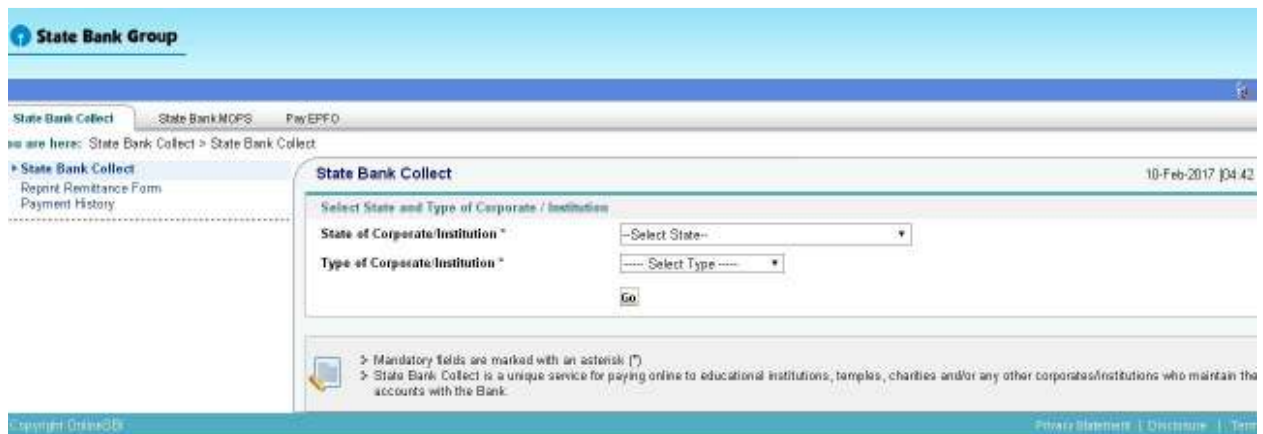 State Bank Group
State Bank Collect State Bank MOPS Pay EPFO
ou are here: State Bank Collect > State Bank Collect
State Bank Collect
Reprint Remittance Form
Payment History
State Bank Collect 10-Feb-2017 [04:42
Select State and Type of Corporate / Institution
State of Corporate/Institution * --Select State--
Type of Corporate/Institution * ----- Select Type -----
Go
> Mandatory fields are marked with an asterisk (*)
> State Bank Collect is a unique service for paying online to educational institutions, temples, charities and/or any other corporates/institutions who maintain the
accounts with the Bank.
Copyright OnlineSBI Privacy Statement | Disclosure | Term